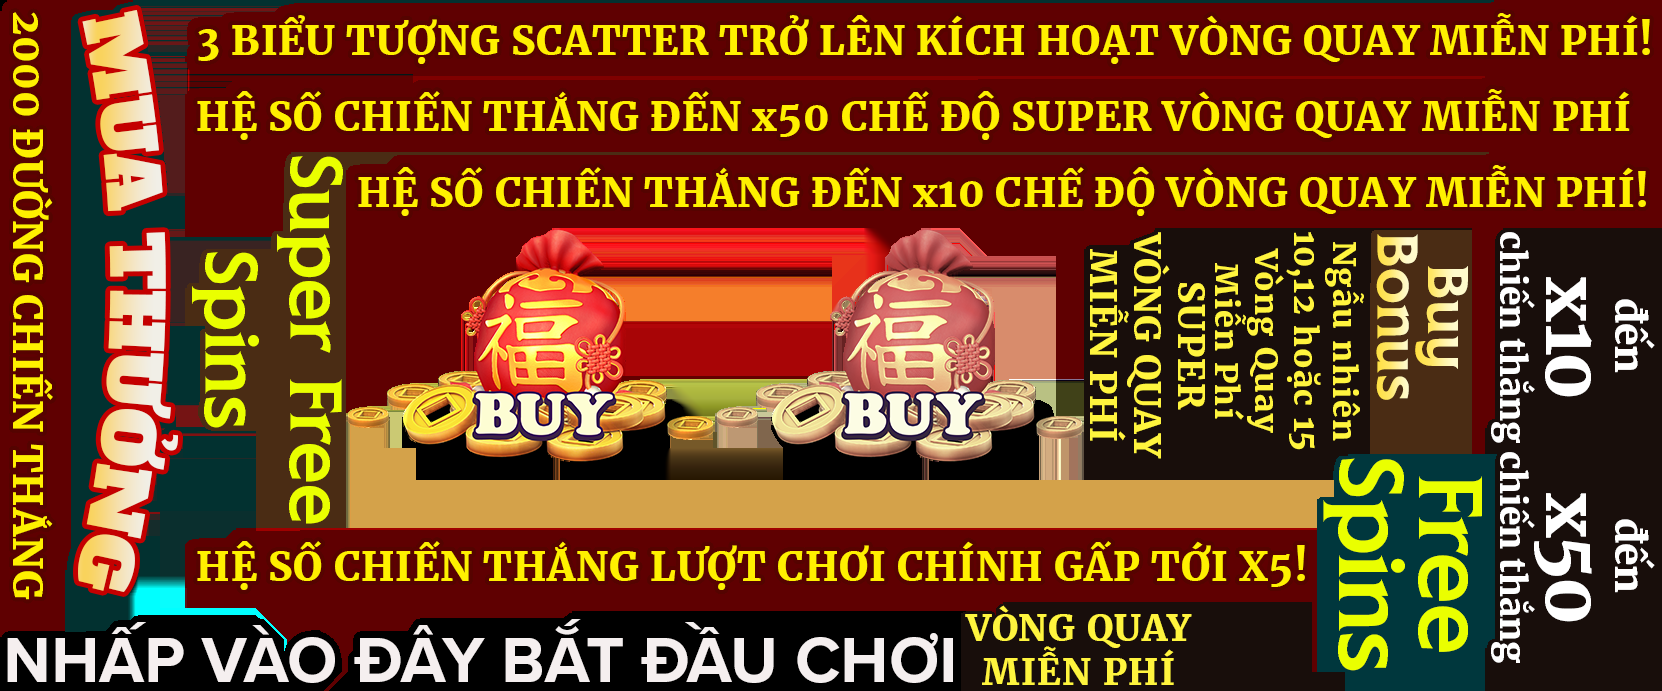 3 BIỂU TƯỢNG SCATTER TRỞ LÊN KÍCH HOẠT VÒNG QUAY MIỄN PHÍ!
HỆ SỐ CHIẾN THẮNG ĐẾN x50 CHẾ ĐỘ SUPER VÒNG QUAY MIỄN PHÍ
HỆ SỐ CHIẾN THẮNG ĐẾN x10 CHẾ ĐỘ VÒNG QUAY MIỄN PHÍ!
2000 ĐƯỜNG CHIẾN THẮNG
MUA THƯỞNG
Super Free
Spins
福
BUY
福
BUY
VÒNG QUAY
MIỄN PHÍ
Ngẫu nhiên
10,12 hoặc 15
Vòng Quay
Miễn Phí
SUPER
Buy
Bonus
đến
X10
chiến thắng
đến
X50
chiến thắng
Free
Spins
HỆ SỐ CHIẾN THẮNG LƯỢT CHƠI CHÍNH GẤP TỚI X5!
NHẤP VÀO ĐÂY BẮT ĐẦU CHƠI
VÒNG QUAY
MIỄN PHÍ